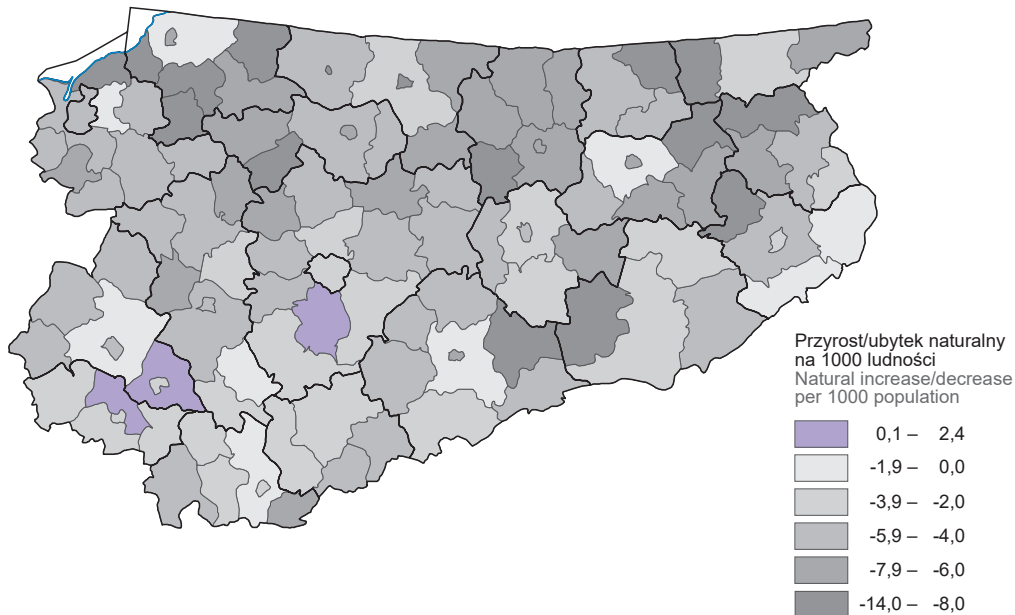 Przyrost/ubytek naturalny
na 1000 ludności
Natural increase/decrease
per 1000 population
0,1 – 2,4
-1,9 – 0,0
-3,9 – -2,0
-5,9 – -4,0
-7,9 – -6,0
-14,0 – -8,0